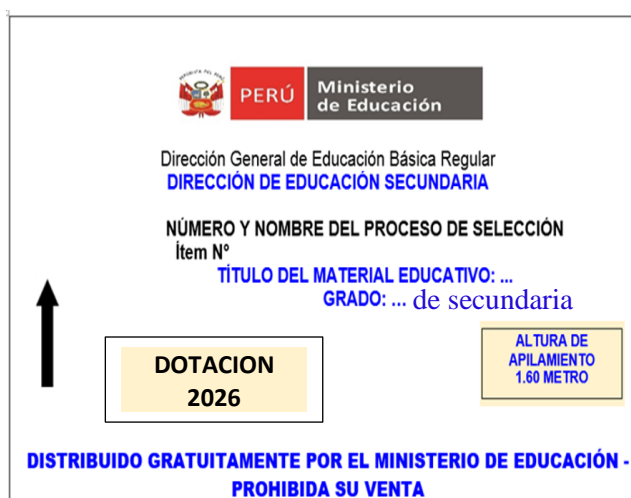 PERÚ
Ministerio
de Educación
Dirección General de Educación Básica Regular
DIRECCIÓN DE EDUCACIÓN SECUNDARIA
NÚMERO Y NOMBRE DEL PROCESO DE SELECCIÓN
Ítem Nº
TÍTULO DEL MATERIAL EDUCATIVO: ...
GRADO: ... de secundaria
DOTACION
2026
ALTURA DE
APILAMIENTO
1.60 METRO
DISTRIBUIDO GRATUITAMENTE POR EL MINISTERIO DE EDUCACIÓN -
PROHIBIDA SU VENTA